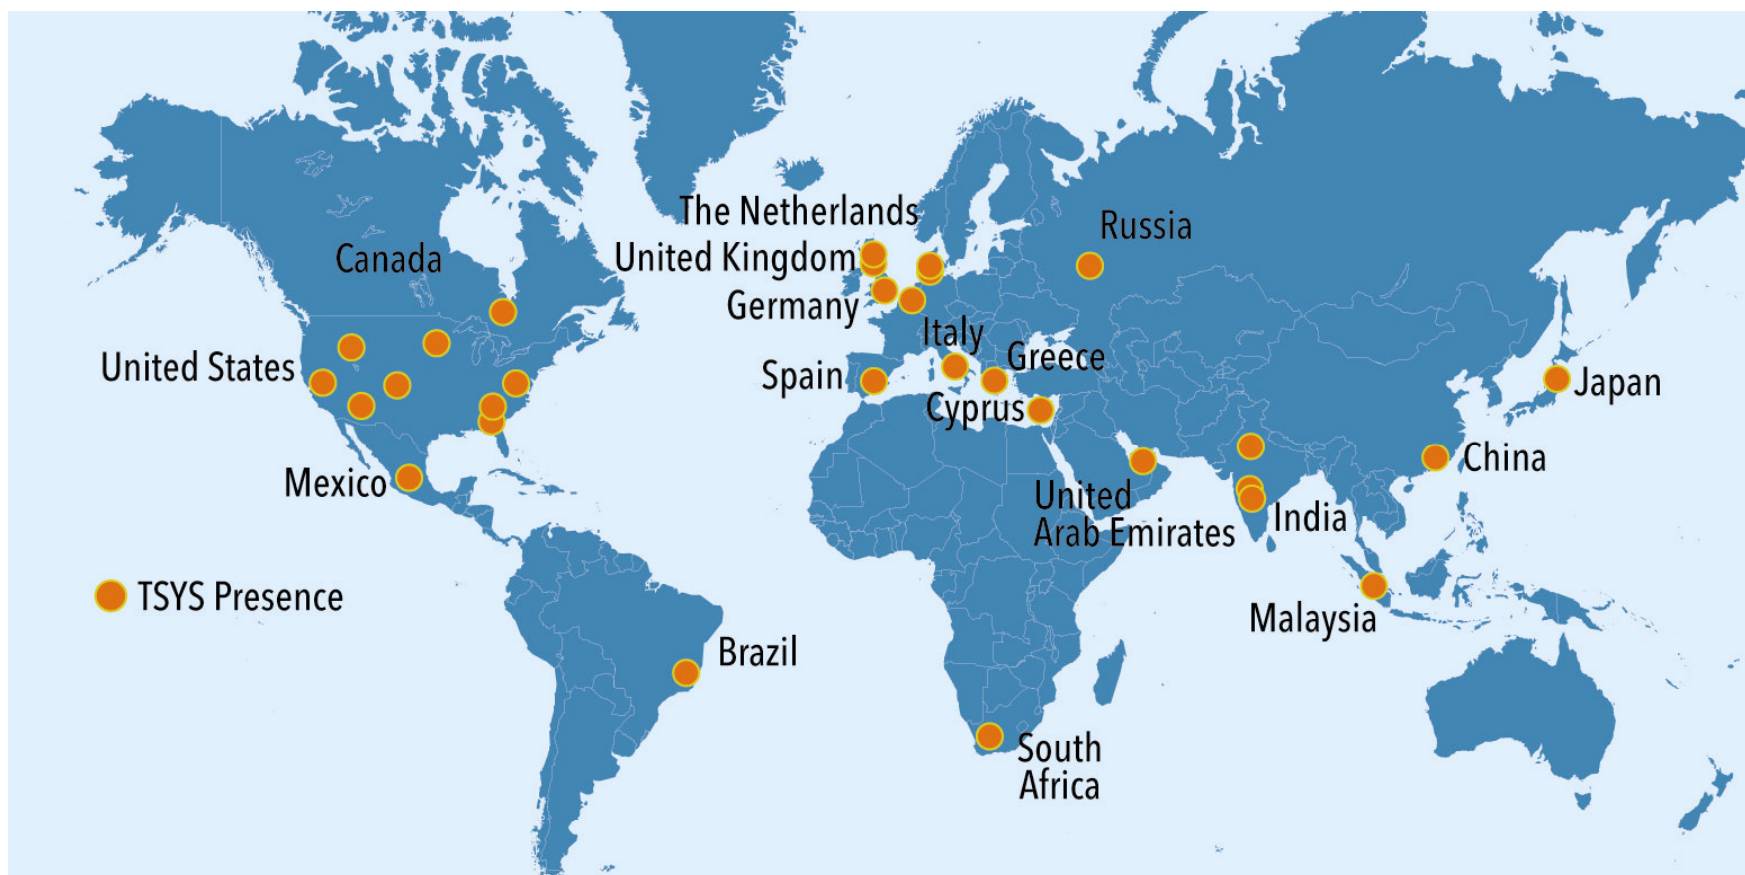 The Netherlands
Russia
Canada
United Kingdom
Germany
Italy
Greece
United States
Spain
Japan
Cyprus
China
Mexico
United
Arab Emirates
India
TSYS Presence
Malaysia
Brazil
South
Africa